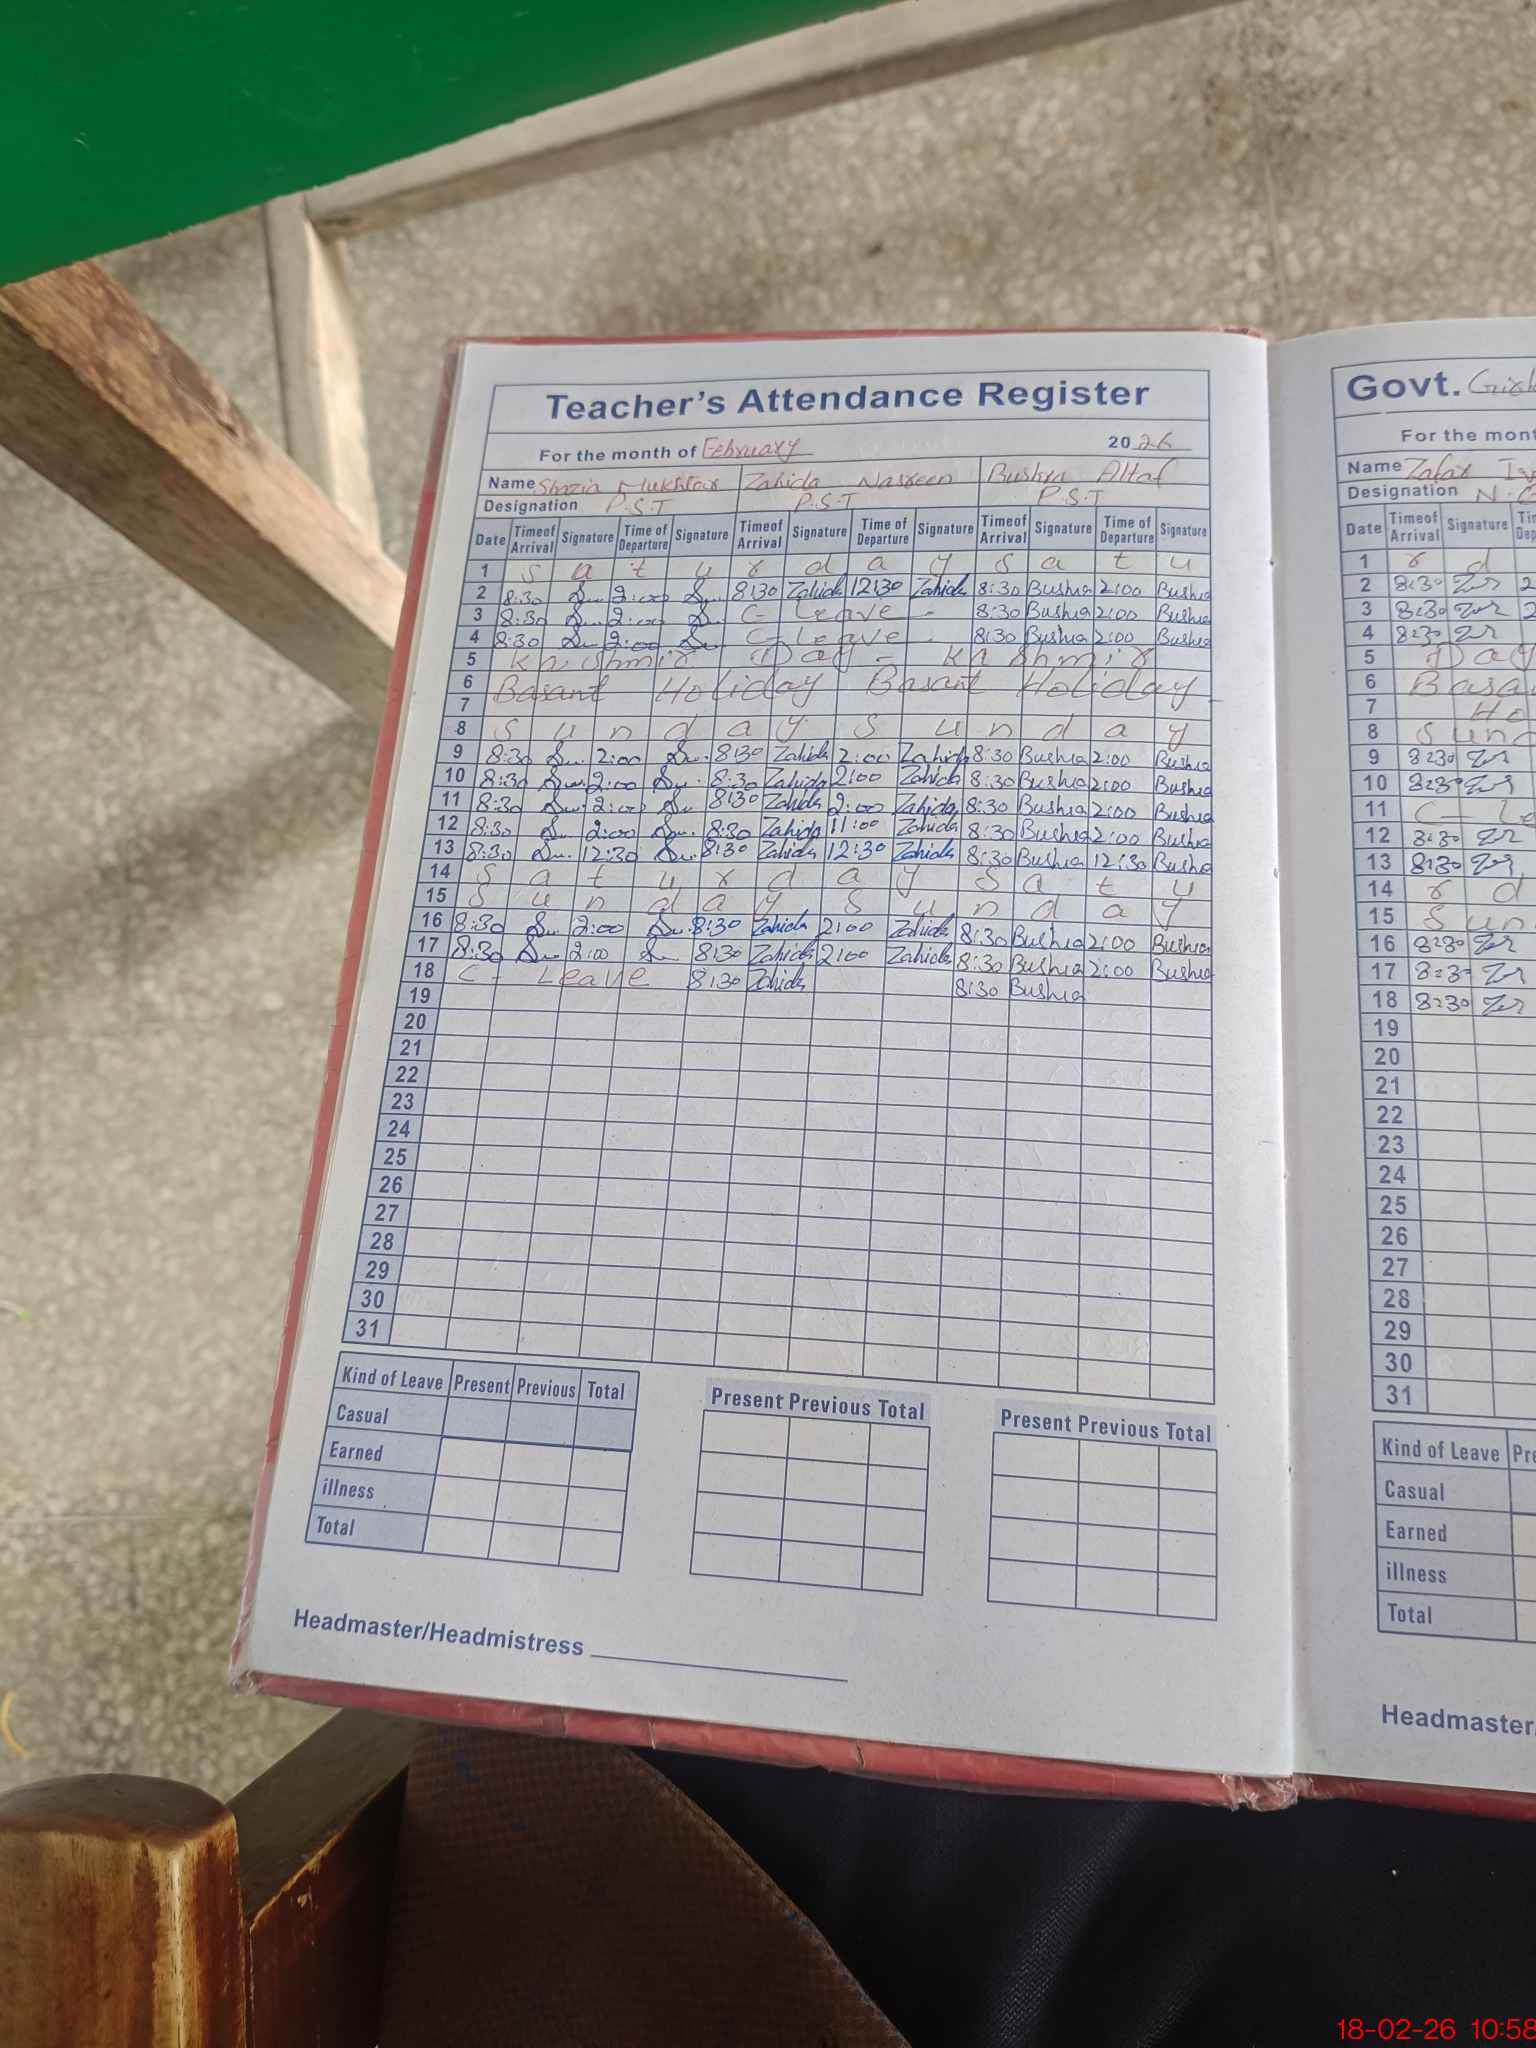 Teacher's Attendance Register
For the month of February 2026
Name Shazia Mukhtar Zahida Nasreen Bushra Altaf
Designation P.S.T P.S.T P.S.T
Date Timeof Arrival Signature Time of Departure Signature Timeof Arrival Signature Time of Departure Signature Timeof Arrival Signature Time of Departure Signature
1 S a t u r d a y S a t u
2 8:30 2:00 8:30 Zahida 12:30 Zahida 8:30 Bushra 2:00 Bushra
3 8:30 2:00 C- Leave - 8:30 Bushra 2:00 Bushra
4 8:30 2:00 C- Leave - 8:30 Bushra 2:00 Bushra
5 Kashmir Day - Kashmir
6 Basant Holiday Basant Holiday
7
8 S u n d a y S u n d a y
9 8:30 2:00 8:30 Zahida 2:00 Zahida 8:30 Bushra 2:00 Bushra
10 8:30 2:00 8:30 Zahida 2:00 Zahida 8:30 Bushra 2:00 Bushra
11 8:30 2:00 8:30 Zahida 2:00 Zahida 8:30 Bushra 2:00 Bushra
12 8:30 2:00 8:30 Zahida 11:00 Zahida 8:30 Bushra 2:00 Bushra
13 8:30 12:30 8:30 Zahida 12:30 Zahida 8:30 Bushra 12:30 Bushra
14 S a t u r d a y S a t u
15 S u n d a y S u n d a y
16 8:30 2:00 8:30 Zahida 2:00 Zahida 8:30 Bushra 2:00 Bushra
17 8:30 2:00 8:30 Zahida 2:00 Zahida 8:30 Bushra 2:00 Bushra
18 C- Leave 8:30 Zahida 8:30 Bushra
19
20
21
22
23
24
25
26
27
28
29
30
31
Kind of Leave Present Previous Total Present Previous Total Present Previous Total
Casual
Earned
illness
Total
Headmaster/Headmistress
Govt.
For the mont
Name Zafar
Designation N.
Date Timeof Arrival Signature
1 r d
2 8:30
3 8:30
4 8:30
5 Day
6 Basa
7 Ho
8 Sun
9 8:30
10 8:30
11 C- Le
12 8:30
13 8:30
14 r d
15 Sun
16 8:30
17 8:30
18 8:30
19
20
21
22
23
24
25
26
27
28
29
30
31
Kind of Leave Pre
Casual
Earned
illness
Total
Headmaster/
18-02-26 10:58